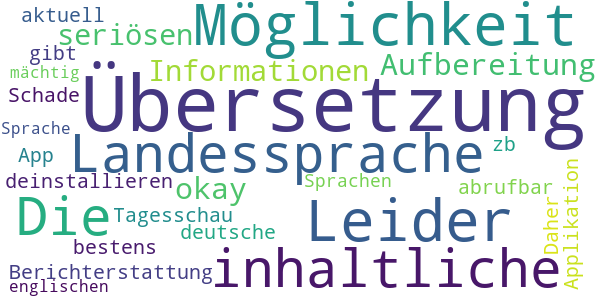 aktuell
Möglichkeit
seriösen
gibt
Informationen
Aufbereitung
mächtig
Schade
Übersetzung
Sprache
Landessprache
zb
App
deinstallieren
okay
Sprachen
abrufbar
Applikation
Die
Tagesschau
Leider
Daher
deutsche
bestens
inhaltliche
Berichterstattung
englischen